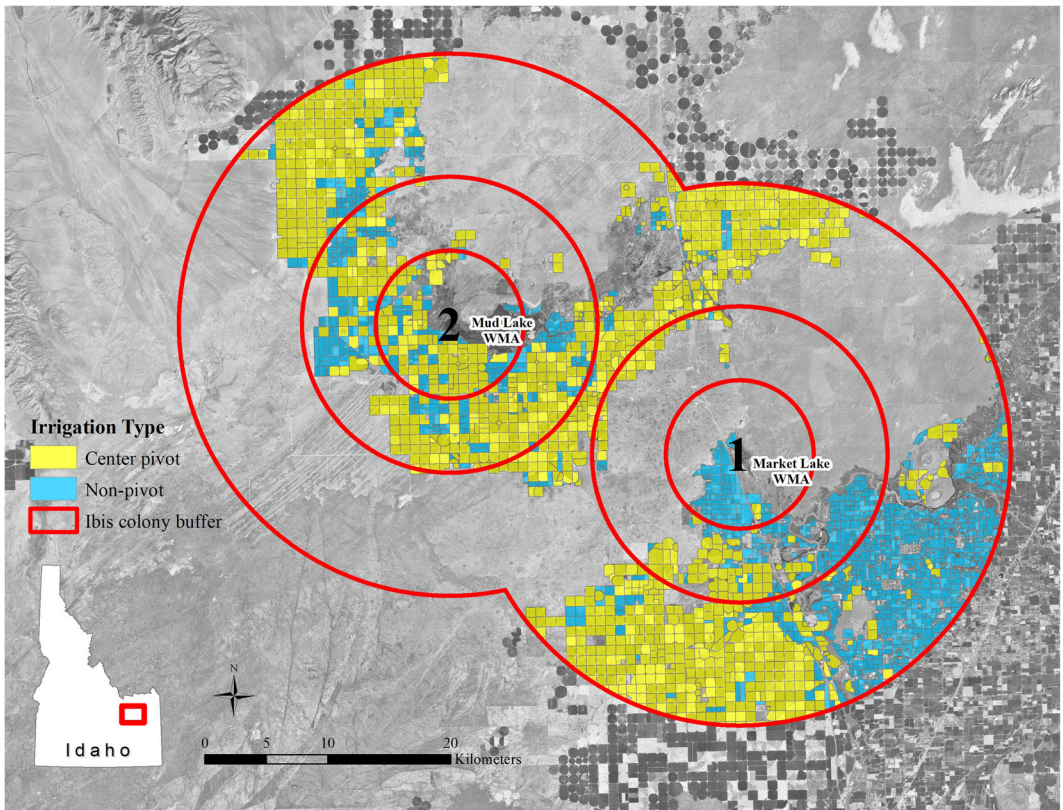 2
Mud Lake
WMA
1
Market Lake
WMA
Irrigation Type
Center pivot
Non-pivot
Ibis colony buffer
N
Idaho
0 5 10 20
Kilometers